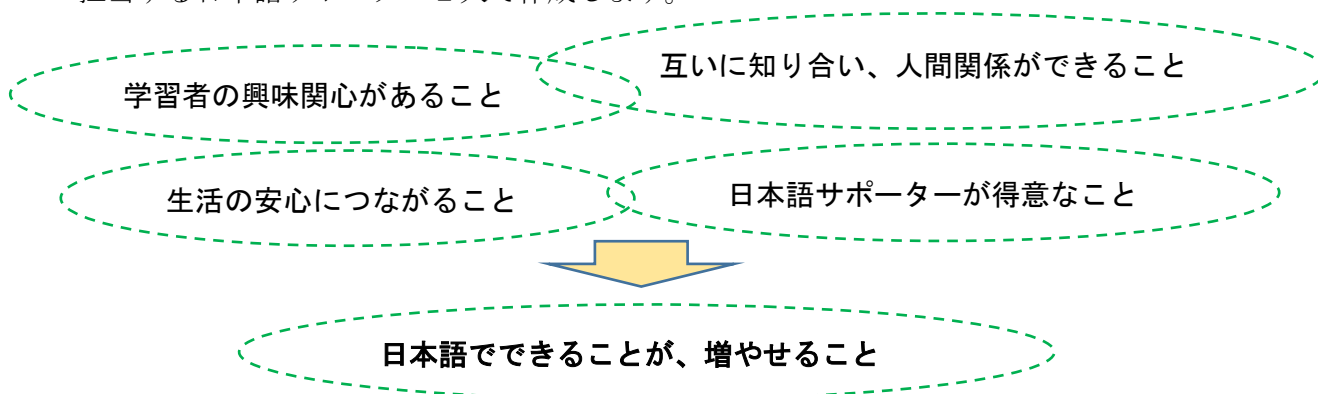 互いに知り合い、人間関係ができること
学習者の興味関心があること
生活の安心につながること
日本語サポーターが得意なこと
日本語でできることが、増やせること